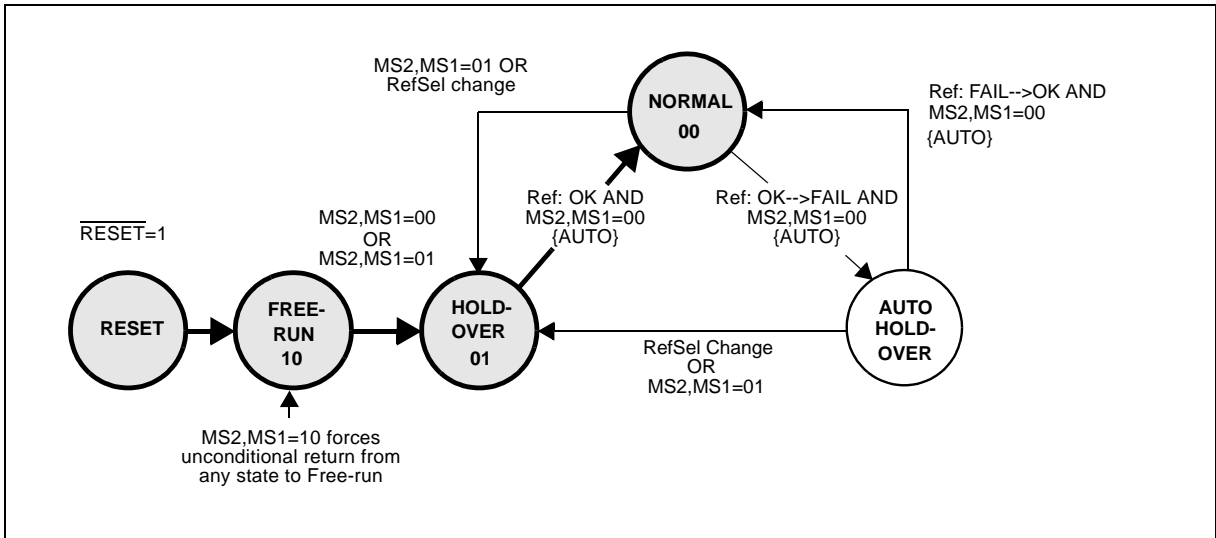 MS2,MS1=01 OR
RefSel change
NORMAL
00
Ref: FAIL-->OK AND
MS2,MS1=00
{AUTO}
Ref: OK AND
MS2,MS1=00
{AUTO}
Ref: OK-->FAIL AND
MS2,MS1=00
{AUTO}
RESET=1
MS2,MS1=00
OR
MS2,MS1=01
RESET
FREE-
RUN
10
HOLD-
OVER
01
AUTO
HOLD-
OVER
RefSel Change
OR
MS2,MS1=01
MS2,MS1=10 forces
unconditional return from
any state to Free-run